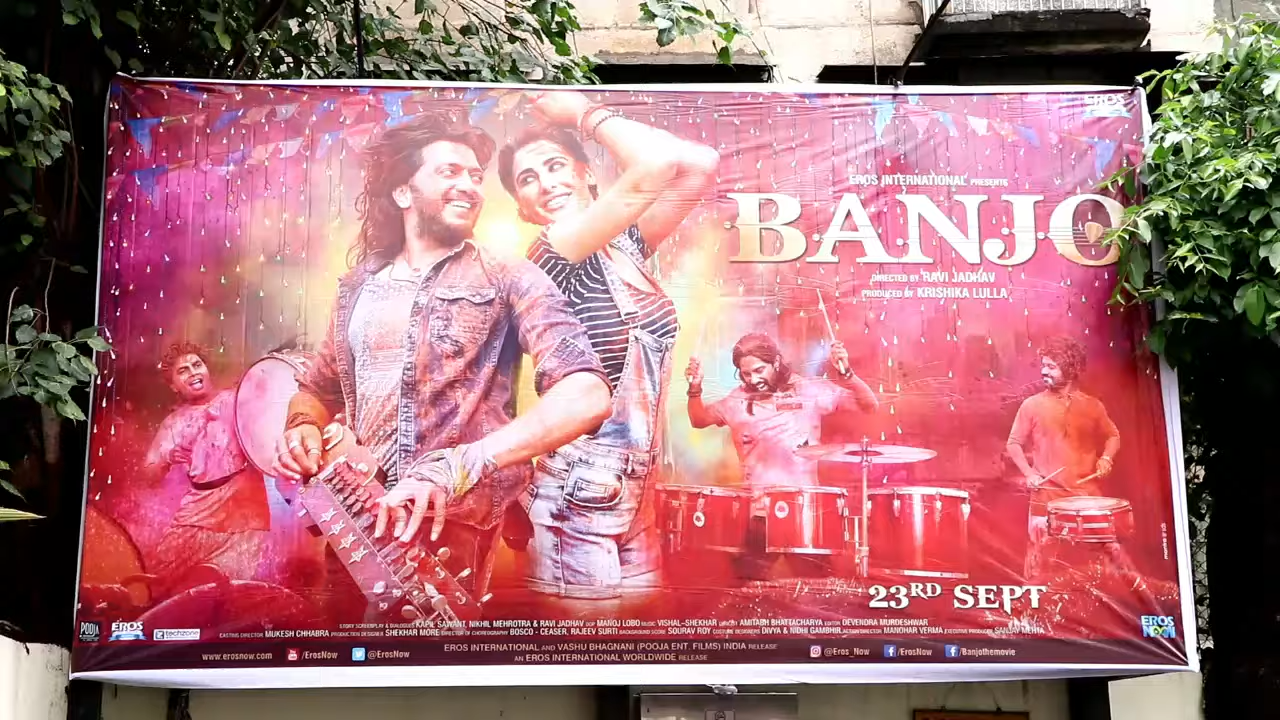 EROS
EROS INTERNATIONAL PRESENTS
BANJO
DIRECTED BY RAVI JADHAV
PRODUCED BY KRISHIKA LULLA
23RD SEPT
STORY SCREENPLAY KAPIL SAWANT, NIKHIL MEHROTRA & RAVI JADHAV DOP MANOJ LOBO MUSIC VISHAL-SHEKHAR LYRICIST AMITABH BHATTACHARYA EDITOR DEVENDRA MURDESHWAR
CASTING DIRECTOR MUKESH CHHABRA PRODUCTION DESIGNER SHEKHAR MORE DIRECTOR OF CHOREOGRAPHY BOSCO - CEASER, RAJEEV SURTI BACKGROUND SCORE SOURAV ROY COSTUME DESIGNERS DIVYA & NIDHI GAMBHIR ACTION DIRECTOR MANOHAR VERMA EXECUTIVE PRODUCER SANJAY MEHTA
POOJA
EROS
techzone
EROS NOW
www.erosnow.com /ErosNow @ErosNow
EROS INTERNATIONAL AND VASHU BHAGNANI (POOJA ENT. FILMS) INDIA RELEASE
AN EROS INTERNATIONAL WORLDWIDE RELEASE
@Eros_Now /ErosNow /Banjothemovie